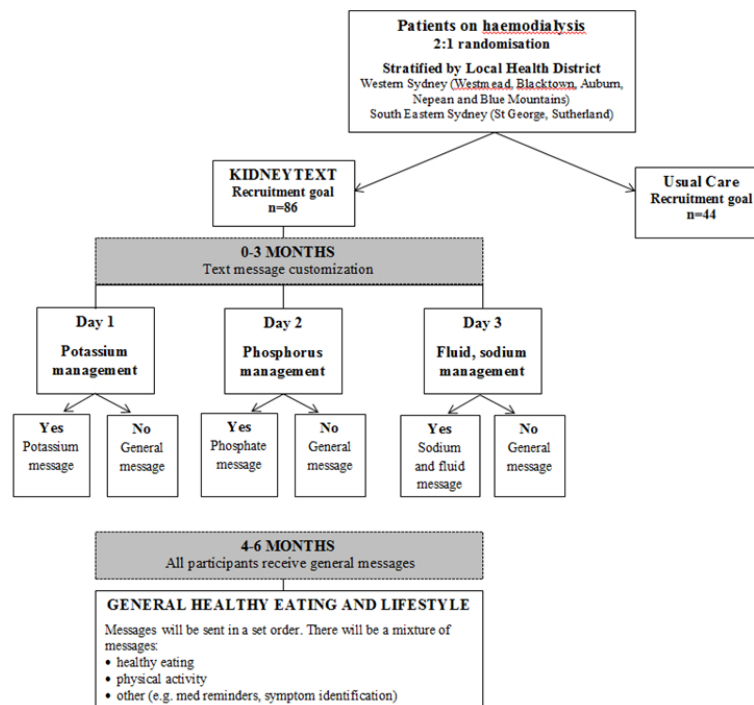 Patients on haemodialysis
2:1 randomisation
Stratified by Local Health District
Western Sydney (Westmead, Blacktown, Auburn,
Nepean and Blue Mountains)
South Eastern Sydney (St George, Sutherland)
KIDNEYTEXT
Recruitment goal
n=86
Usual Care
Recruitment goal
n=44
0-3 MONTHS
Text message customization
Day 1
Potassium
management
Day 2
Phosphorus
management
Day 3
Fluid, sodium
management
Yes
Potassium
message
No
General
message
Yes
Phosphate
message
No
General
message
Yes
Sodium
and fluid
message
No
General
message
4-6 MONTHS
All participants receive general messages
GENERAL HEALTHY EATING AND LIFESTYLE
Messages will be sent in a set order. There will be a mixture of
messages:
• healthy eating
• physical activity
• other (e.g. med reminders, symptom identification)